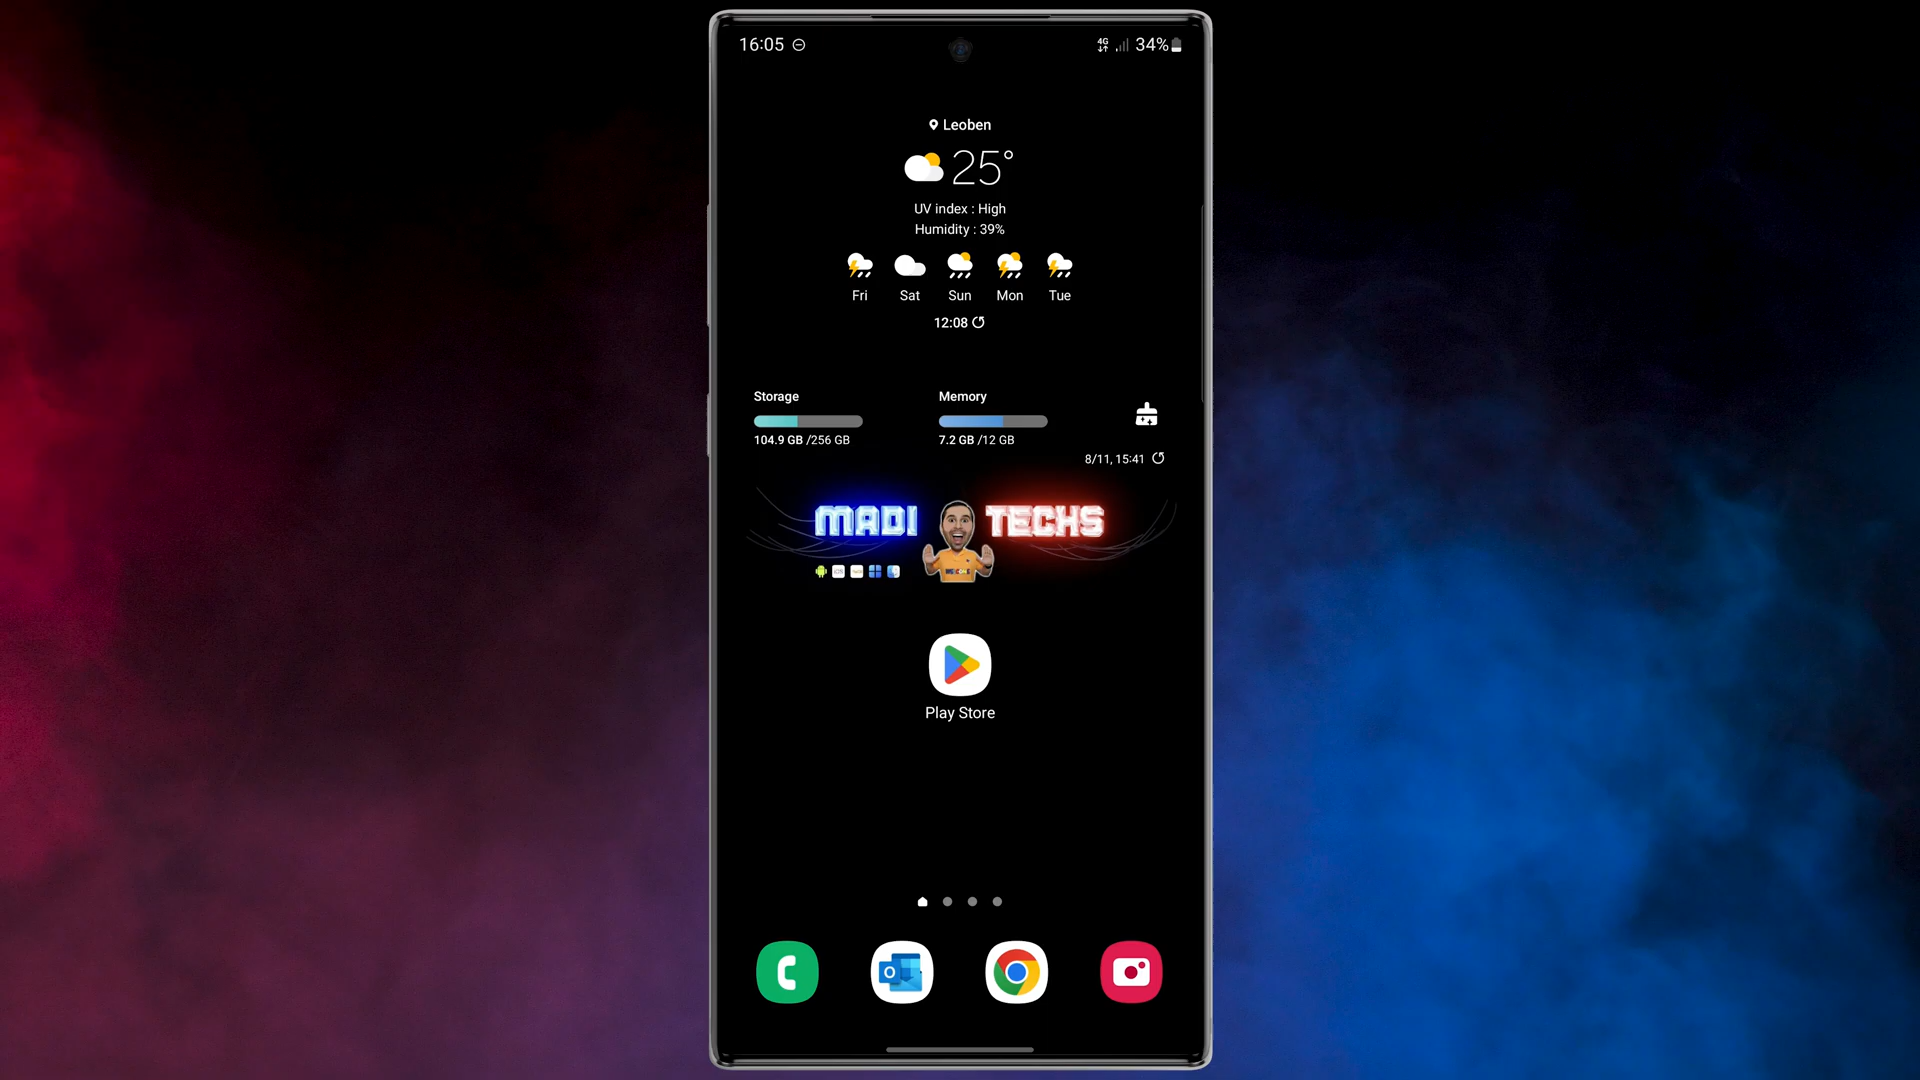 16:05
4G 34%
Leoben
25°
UV index : High
Humidity : 39%
Fri Sat Sun Mon Tue
12:08
Storage
104.9 GB /256 GB
Memory
7.2 GB /12 GB
8/11, 15:41
MADI TECHS
Play Store